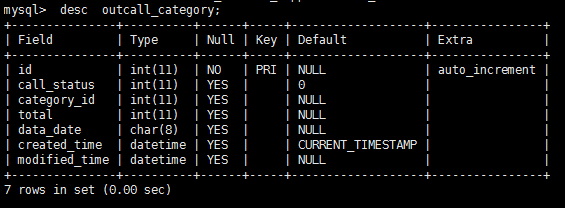 mysql>  desc  outcall_category;
+---------------+----------+------+-----+-------------------+----------------+
| Field         | Type     | Null | Key | Default           | Extra          |
+---------------+----------+------+-----+-------------------+----------------+
| id            | int(11)  | NO   | PRI | NULL              | auto_increment |
| call_status   | int(11)  | YES  |     | 0                 |                |
| category_id   | int(11)  | YES  |     | NULL              |                |
| total         | int(11)  | YES  |     | NULL              |                |
| data_date     | char(8)  | YES  |     | NULL              |                |
| created_time  | datetime | YES  |     | CURRENT_TIMESTAMP |                |
| modified_time | datetime | YES  |     | NULL              |                |
+---------------+----------+------+-----+-------------------+----------------+
7 rows in set (0.00 sec)